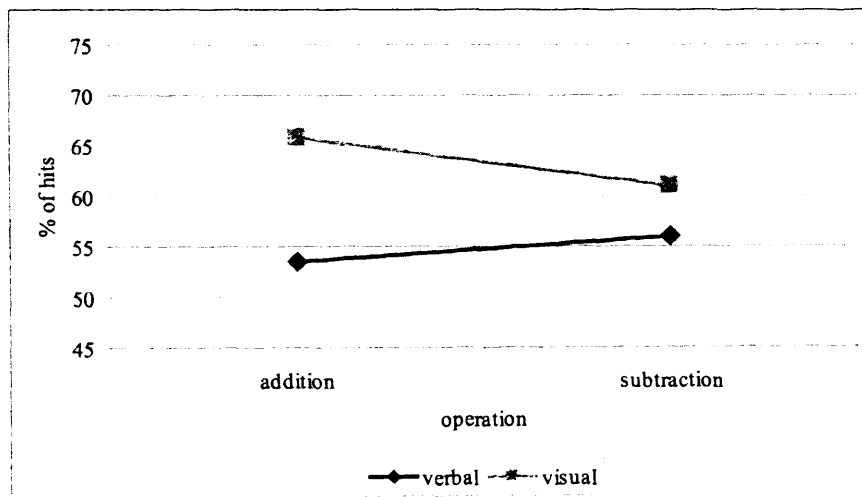 75
70
65
60
55
50
45
% of hits
addition subtraction
operation
verbal visual